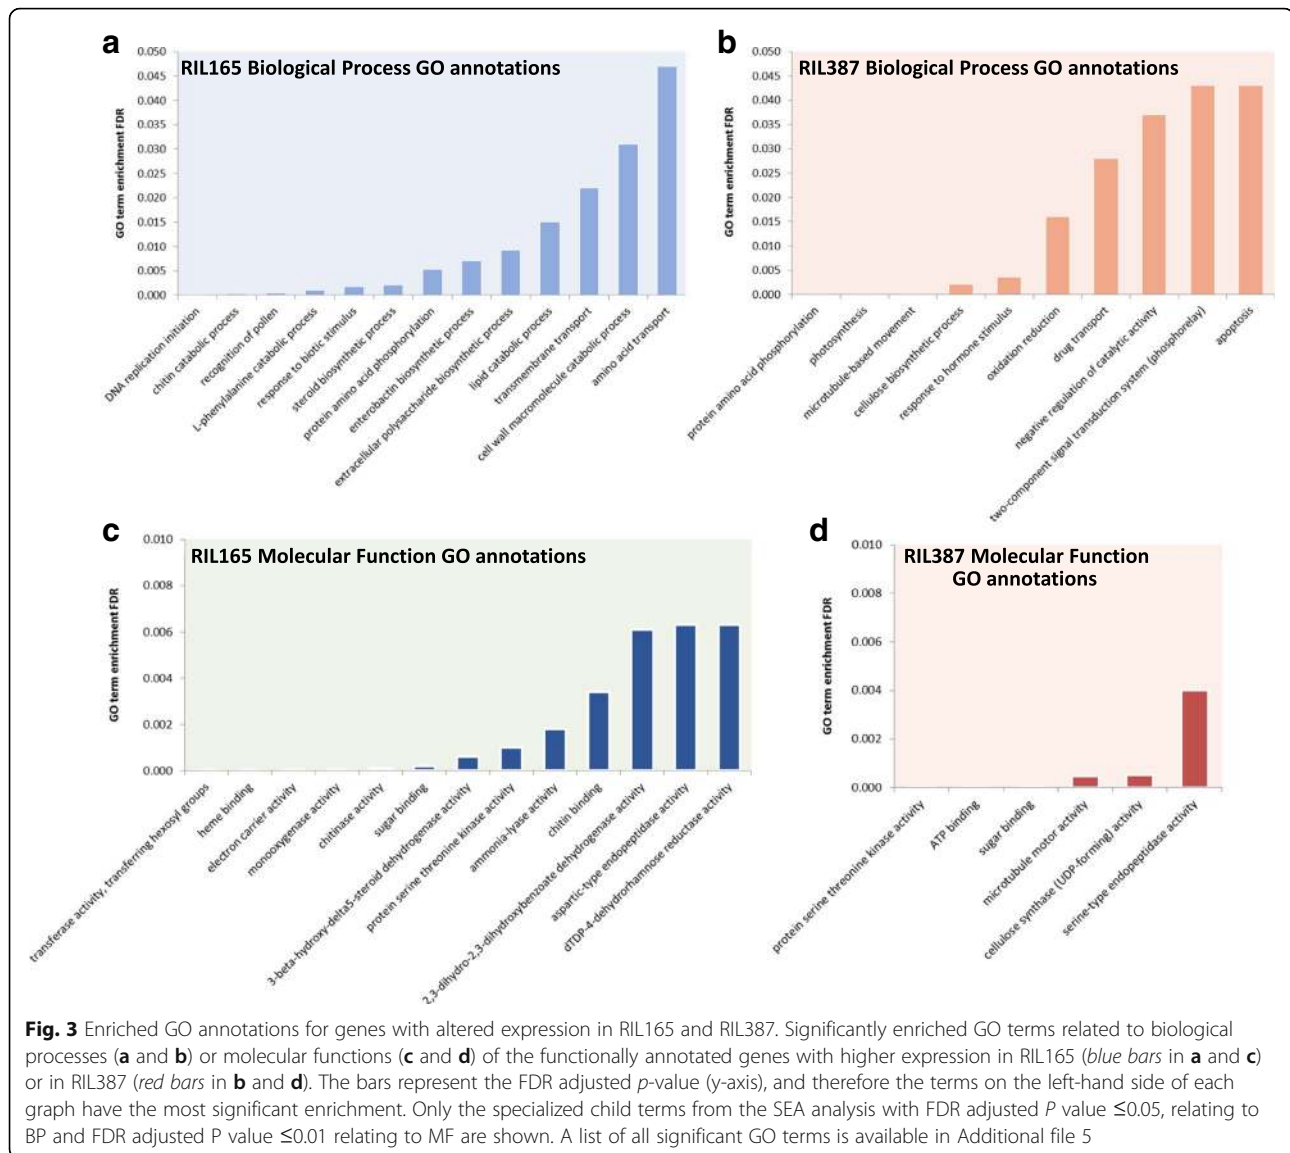 a
RIL165 Biological Process GO annotations
GO term enrichment FDR
0.050
0.045
0.040
0.035
0.030
0.025
0.020
0.015
0.010
0.005
0.000
DNA replication initiation
chitin catabolic process
recognition of pollen
L-phenylalanine catabolic process
response to biotic stimulus
steroid biosynthetic process
protein amino acid phosphorylation
enterobactin biosynthetic process
extracellular polysaccharide biosynthetic process
lipid catabolic process
transmembrane transport
cell wall macromolecule catabolic process
amino acid transport
b
RIL387 Biological Process GO annotations
GO term enrichment FDR
0.050
0.045
0.040
0.035
0.030
0.025
0.020
0.015
0.010
0.005
0.000
protein amino acid phosphorylation
photosynthesis
microtubule-based movement
cellulose biosynthetic process
response to hormone stimulus
oxidation reduction
drug transport
negative regulation of catalytic activity
two-component signal transduction system (phosphorelay)
apoptosis
c
RIL165 Molecular Function GO annotations
GO term enrichment FDR
0.010
0.008
0.006
0.004
0.002
0.000
transferase activity, transferring hexosyl groups
heme binding
electron carrier activity
monooxygenase activity
chitinase activity
sugar binding
3-beta-hydroxy-delta5-steroid dehydrogenase activity
protein serine threonine kinase activity
ammonia-lyase activity
chitin binding
2,3-dihydro-2,3-dihydroxybenzoate dehydrogenase activity
aspartic-type endopeptidase activity
dTDP-4-dehydrorhamnose reductase activity
d
RIL387 Molecular Function
GO annotations
GO term enrichment FDR
0.010
0.008
0.006
0.004
0.002
0.000
protein serine threonine kinase activity
ATP binding
sugar binding
microtubule motor activity
cellulose synthase (UDP-forming) activity
serine-type endopeptidase activity
Fig. 3 Enriched GO annotations for genes with altered expression in RIL165 and RIL387. Significantly enriched GO terms related to biological
processes (a and b) or molecular functions (c and d) of the functionally annotated genes with higher expression in RIL165 (blue bars in a and c)
or in RIL387 (red bars in b and d). The bars represent the FDR adjusted p-value (y-axis), and therefore the terms on the left-hand side of each
graph have the most significant enrichment. Only the specialized child terms from the SEA analysis with FDR adjusted P value ≤0.05, relating to
BP and FDR adjusted P value ≤0.01 relating to MF are shown. A list of all significant GO terms is available in Additional file 5